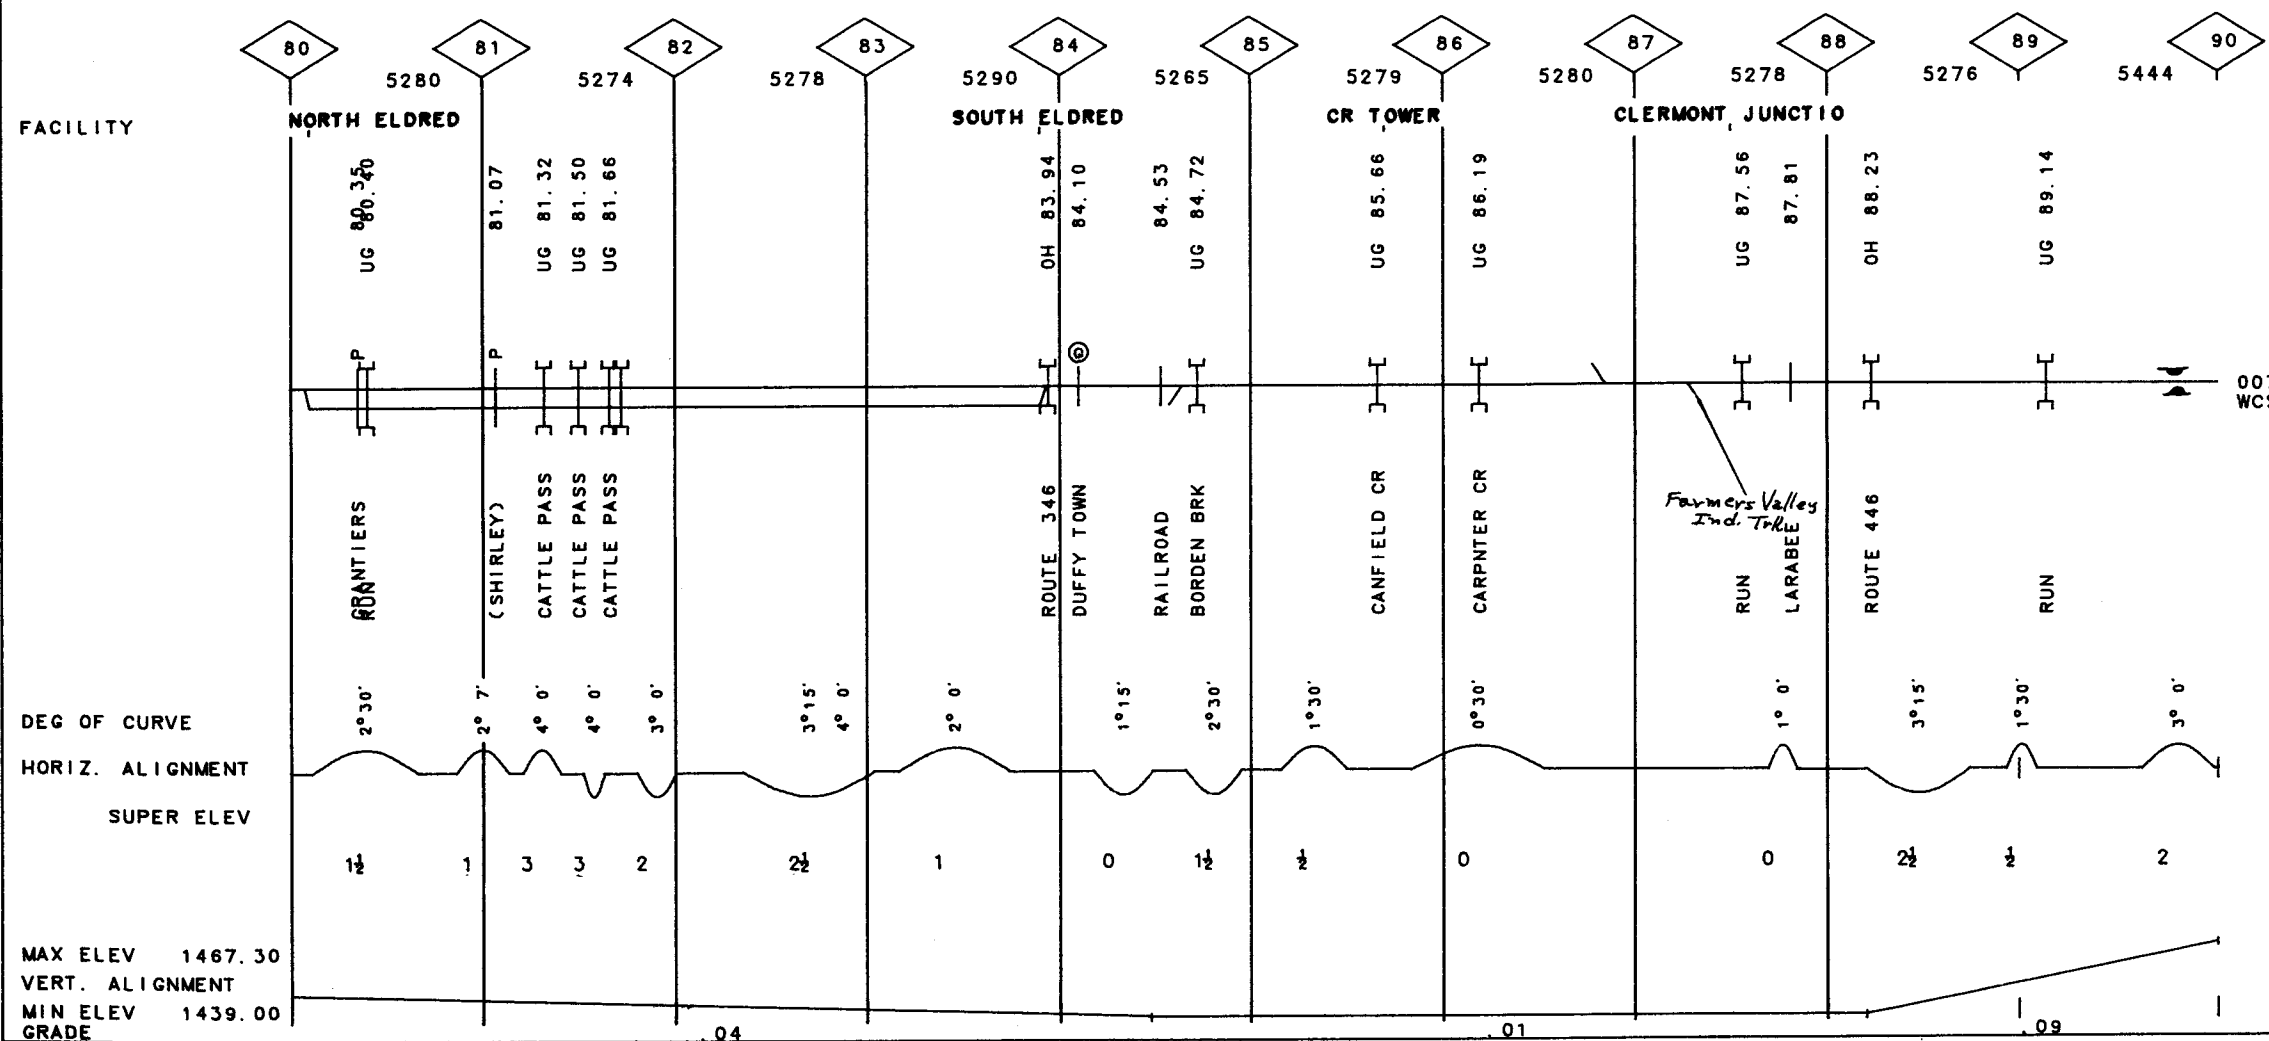 80 81 82 83 84 85 86 87 88 89 90
5280 5274 5278 5290 5265 5279 5280 5278 5276 5444
FACILITY
NORTH ELDRED
SOUTH ELDRED
CR TOWER
CLERMONT JUNCTIO
80.35
UG 80.40
81.07
UG 81.32
UG 81.50
UG 81.66
OH 83.94
84.10
84.53
UG 84.72
UG 85.66
UG 86.19
UG 87.56
87.81
OH 88.23
UG 89.14
P
P
WCS
GRANTIERS
RUN
(SHIRLEY)
CATTLE PASS
CATTLE PASS
CATTLE PASS
ROUTE 346
DUFFY TOWN
RAILROAD
BORDEN BRK
CANFIELD CR
CARPNTER CR
Farmers Valley
Ind. Trk
RUN
LARABEE
ROUTE 446
RUN
DEG OF CURVE
2°30' 2° 7' 4° 0' 4° 0' 3° 0' 3°15' 4° 0' 2° 0' 1°15' 2°30' 1°30' 0°30' 1° 0' 3°15' 1°30' 3° 0'
HORIZ. ALIGNMENT
SUPER ELEV
1½ 1 3 3 2 2½ 1 0 1½ ½ 0 0 2½ ½ 2
MAX ELEV 1467.30
VERT. ALIGNMENT
MIN ELEV 1439.00
GRADE
.04 .01 .09